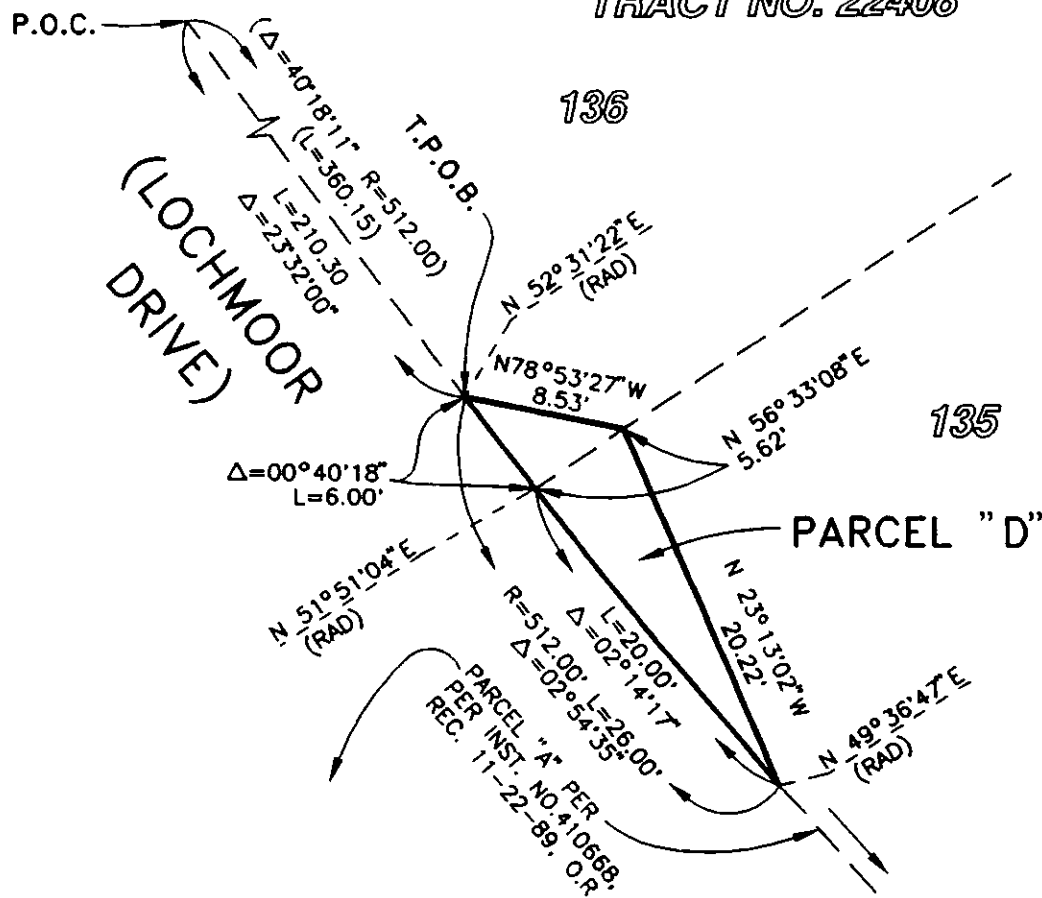 TRACT NO. 22408
P.O.C.
(Δ=40°18'11" R=512.00)
(L=360.15)
L=210.30
Δ=23°32'00"
136
T.P.O.B.
(LOCHMOOR
DRIVE)
N 52°31'22" E
(RAD)
N78°53'27"W
8.53'
N 56°33'08" E
5.62'
135
Δ=00°40'18"
L=6.00'
PARCEL "D"
N 51°51'04" E
(RAD)
N 23°13'02" W
20.22'
L=20.00'
Δ=02°14'17"
R=512.00' L=26.00'
Δ=02°54'35"
N 49°36'47" E
(RAD)
PARCEL "A" PER
PER INST. NO.410668,
REC. 11-22-89, O.R